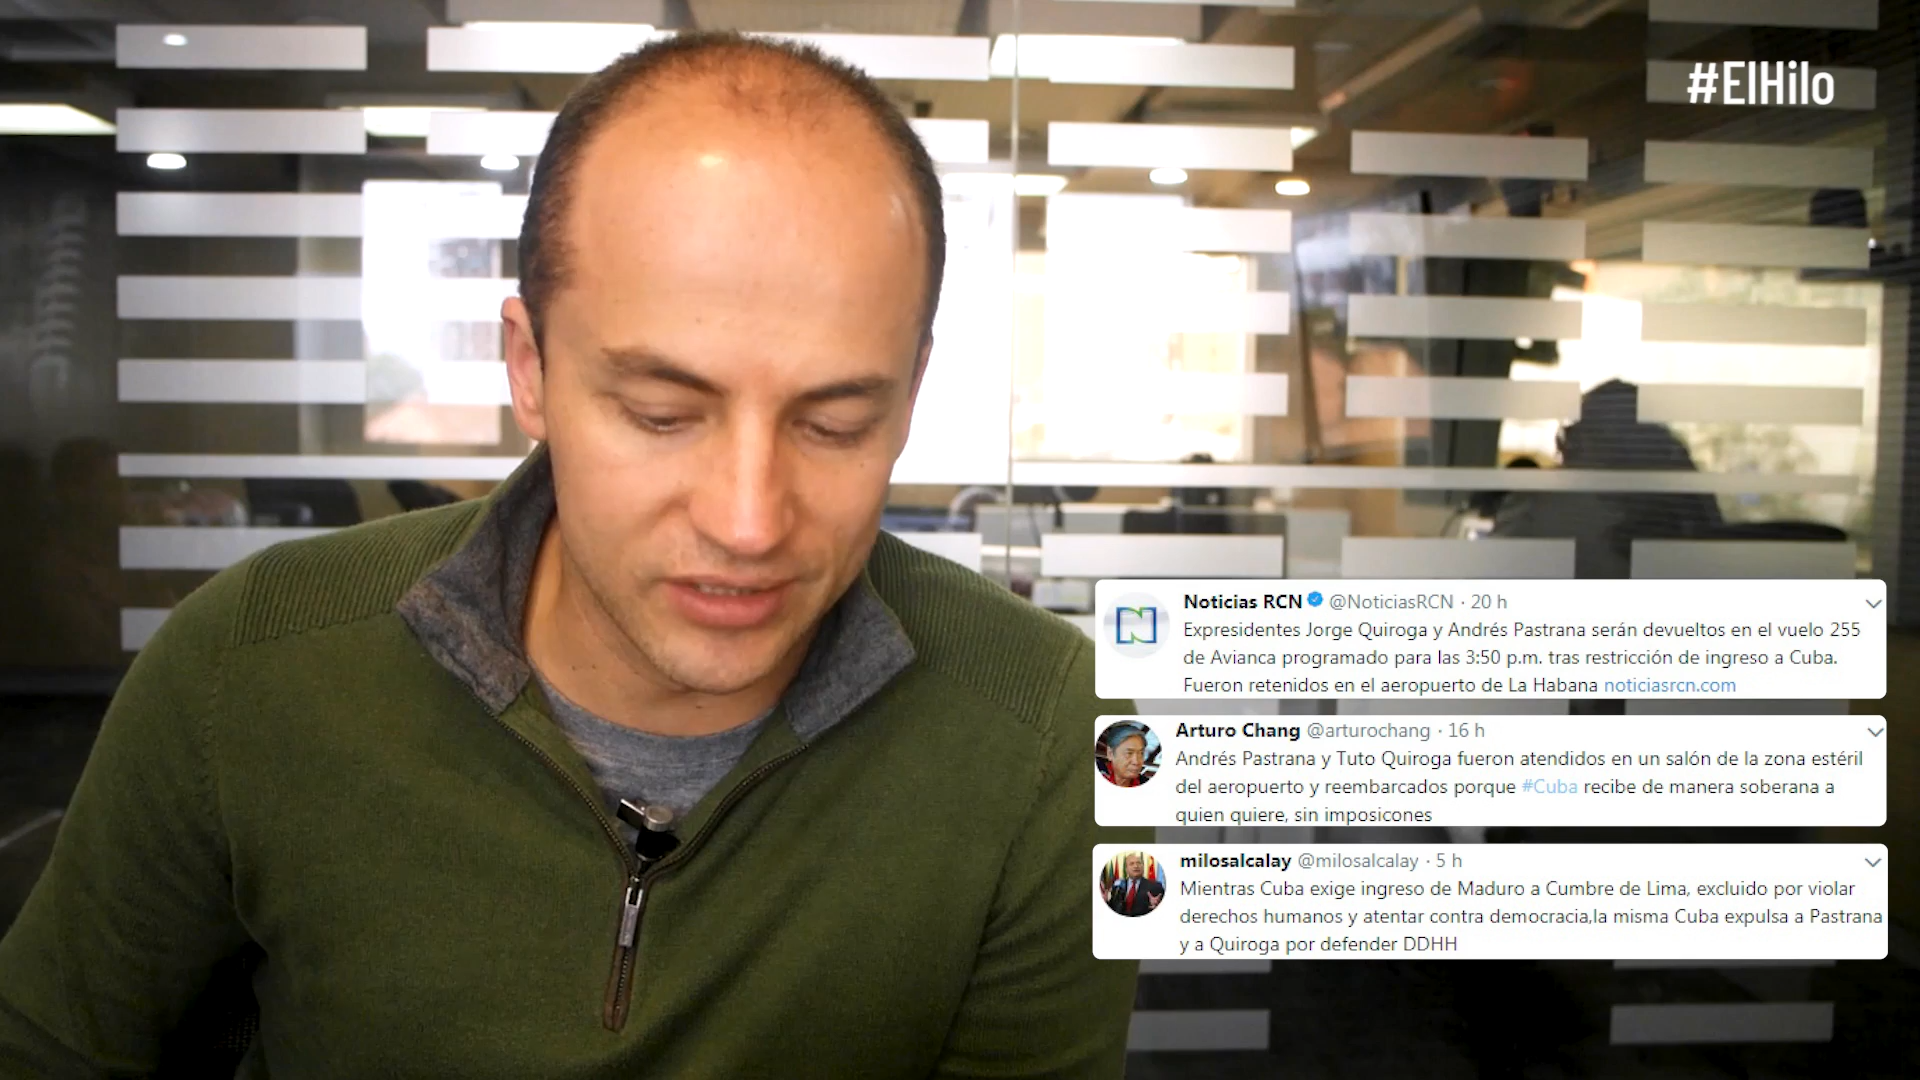 #ElHilo
Noticias RCN @NoticiasRCN · 20 h
Expresidentes Jorge Quiroga y Andrés Pastrana serán devueltos en el vuelo 255
de Avianca programado para las 3:50 p.m. tras restricción de ingreso a Cuba.
Fueron retenidos en el aeropuerto de La Habana noticiasrcn.com
Arturo Chang @arturochang · 16 h
Andrés Pastrana y Tuto Quiroga fueron atendidos en un salón de la zona estéril
del aeropuerto y reembarcados porque #Cuba recibe de manera soberana a
quien quiere, sin imposicones
milosalcalay @milosalcalay · 5 h
Mientras Cuba exige ingreso de Maduro a Cumbre de Lima, excluido por violar
derechos humanos y atentar contra democracia,la misma Cuba expulsa a Pastrana
y a Quiroga por defender DDHH